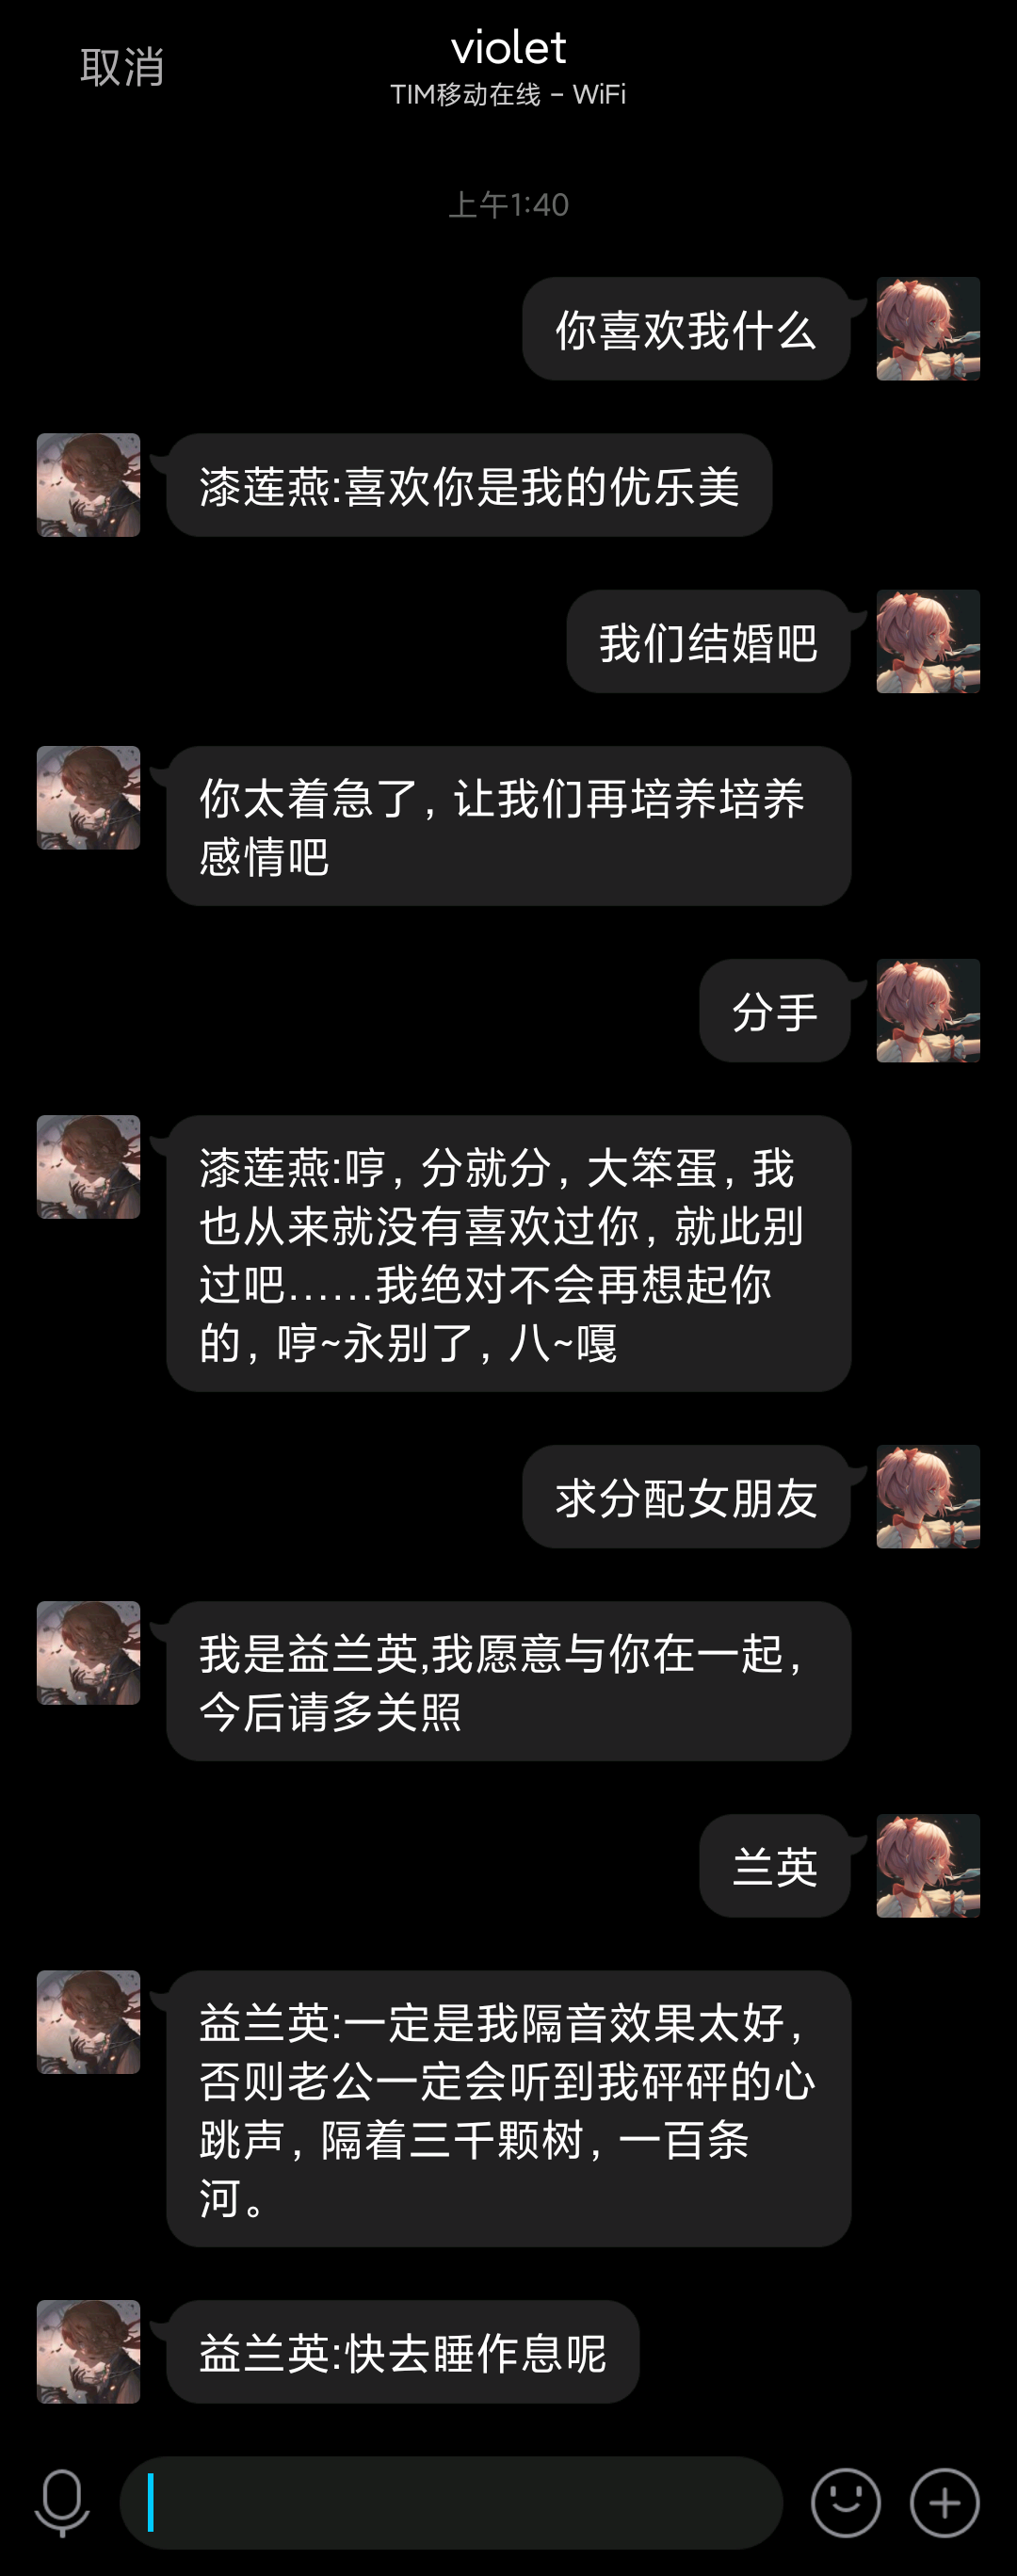 取消
violet
TIM移动在线 - WiFi
上午1:40
你喜欢我什么
漆莲燕:喜欢你是我的优乐美
我们结婚吧
你太着急了，让我们再培养培养
感情吧
分手
漆莲燕:哼，分就分，大笨蛋，我
也从来就没有喜欢过你，就此别
过吧……我绝对不会再想起你
的，哼~永别了，八~嘎
求分配女朋友
我是益兰英,我愿意与你在一起，
今后请多关照
兰英
益兰英:一定是我隔音效果太好，
否则老公一定会听到我砰砰的心
跳声，隔着三千颗树，一百条
河。
益兰英:快去睡作息呢